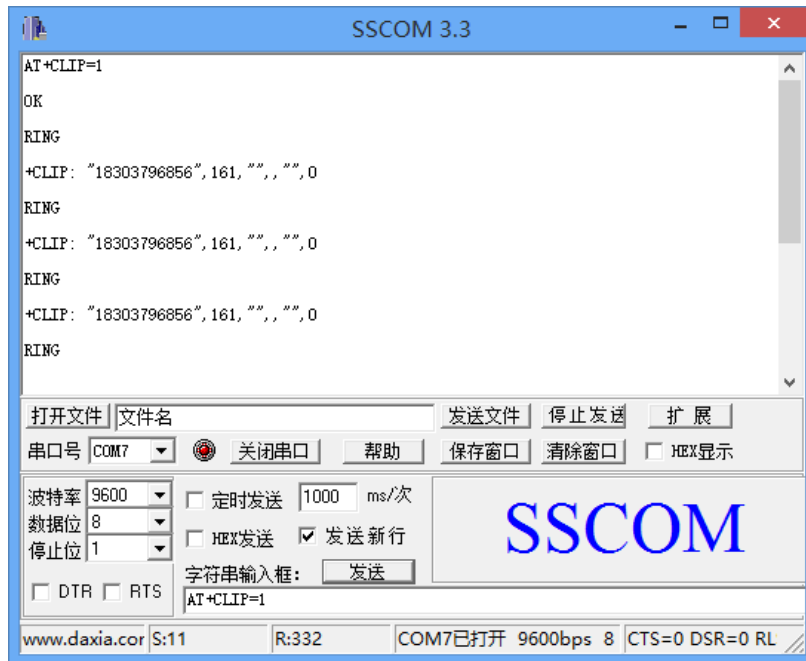 SSCOM 3.3
AT+CLIP=1
OK
RING
+CLIP: "18303796856",161,"",,"",0
RING
+CLIP: "18303796856",161,"",,"",0
RING
+CLIP: "18303796856",161,"",,"",0
RING
打开文件 文件名 发送文件 停止发送 扩展
串口号 COM7 关闭串口 帮助 保存窗口 清除窗口 HEX显示
波特率 9600 定时发送 1000 ms/次
数据位 8
HEX发送 发送新行
停止位 1
SSCOM
字符串输入框： 发送
DTR RTS
AT+CLIP=1
www.daxia.cor S:11 R:332 COM7已打开 9600bps 8 CTS=0 DSR=0 RL